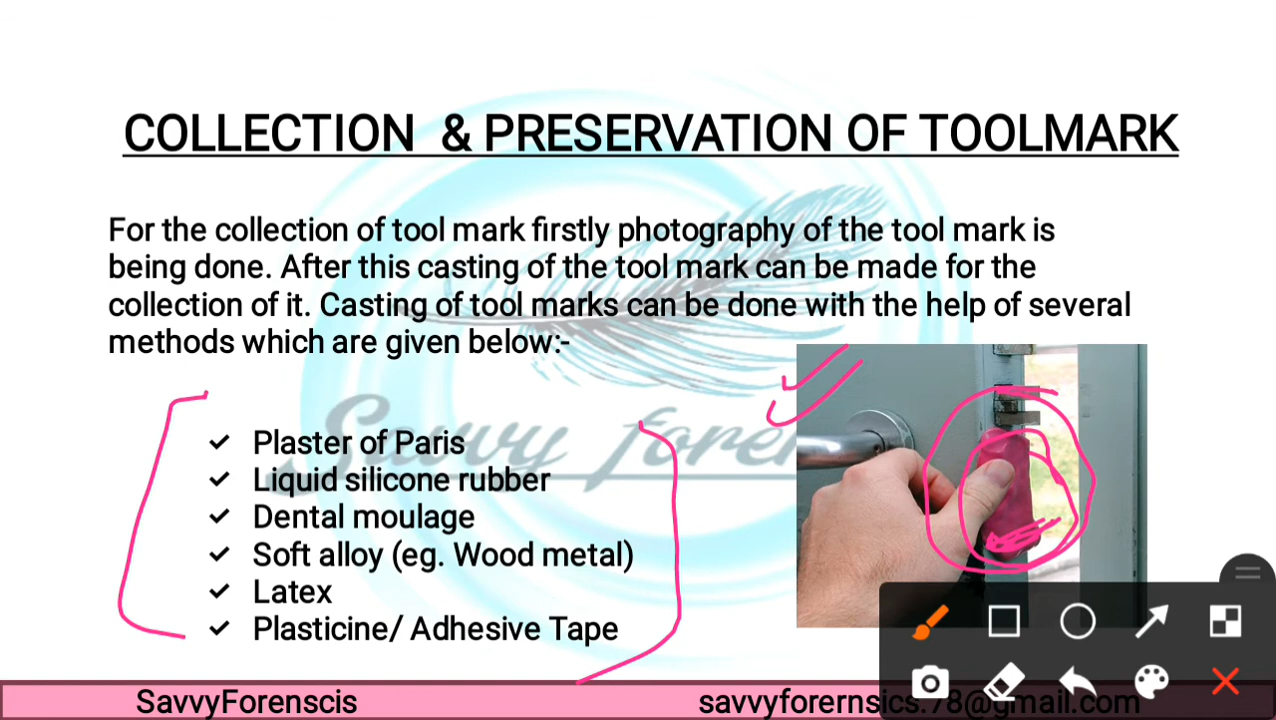 COLLECTION & PRESERVATION OF TOOLMARK
For the collection of tool mark firstly photography of the tool mark is
being done. After this casting of the tool mark can be made for the
collection of it. Casting of tool marks can be done with the help of several
methods which are given below:-
Plaster of Paris
Liquid silicone rubber
Dental moulage
Soft alloy (eg. Wood metal)
Latex
Plasticine/ Adhesive Tape
Savvy foren
SavvyForenscis
savvyforernsics.78@gmail.com